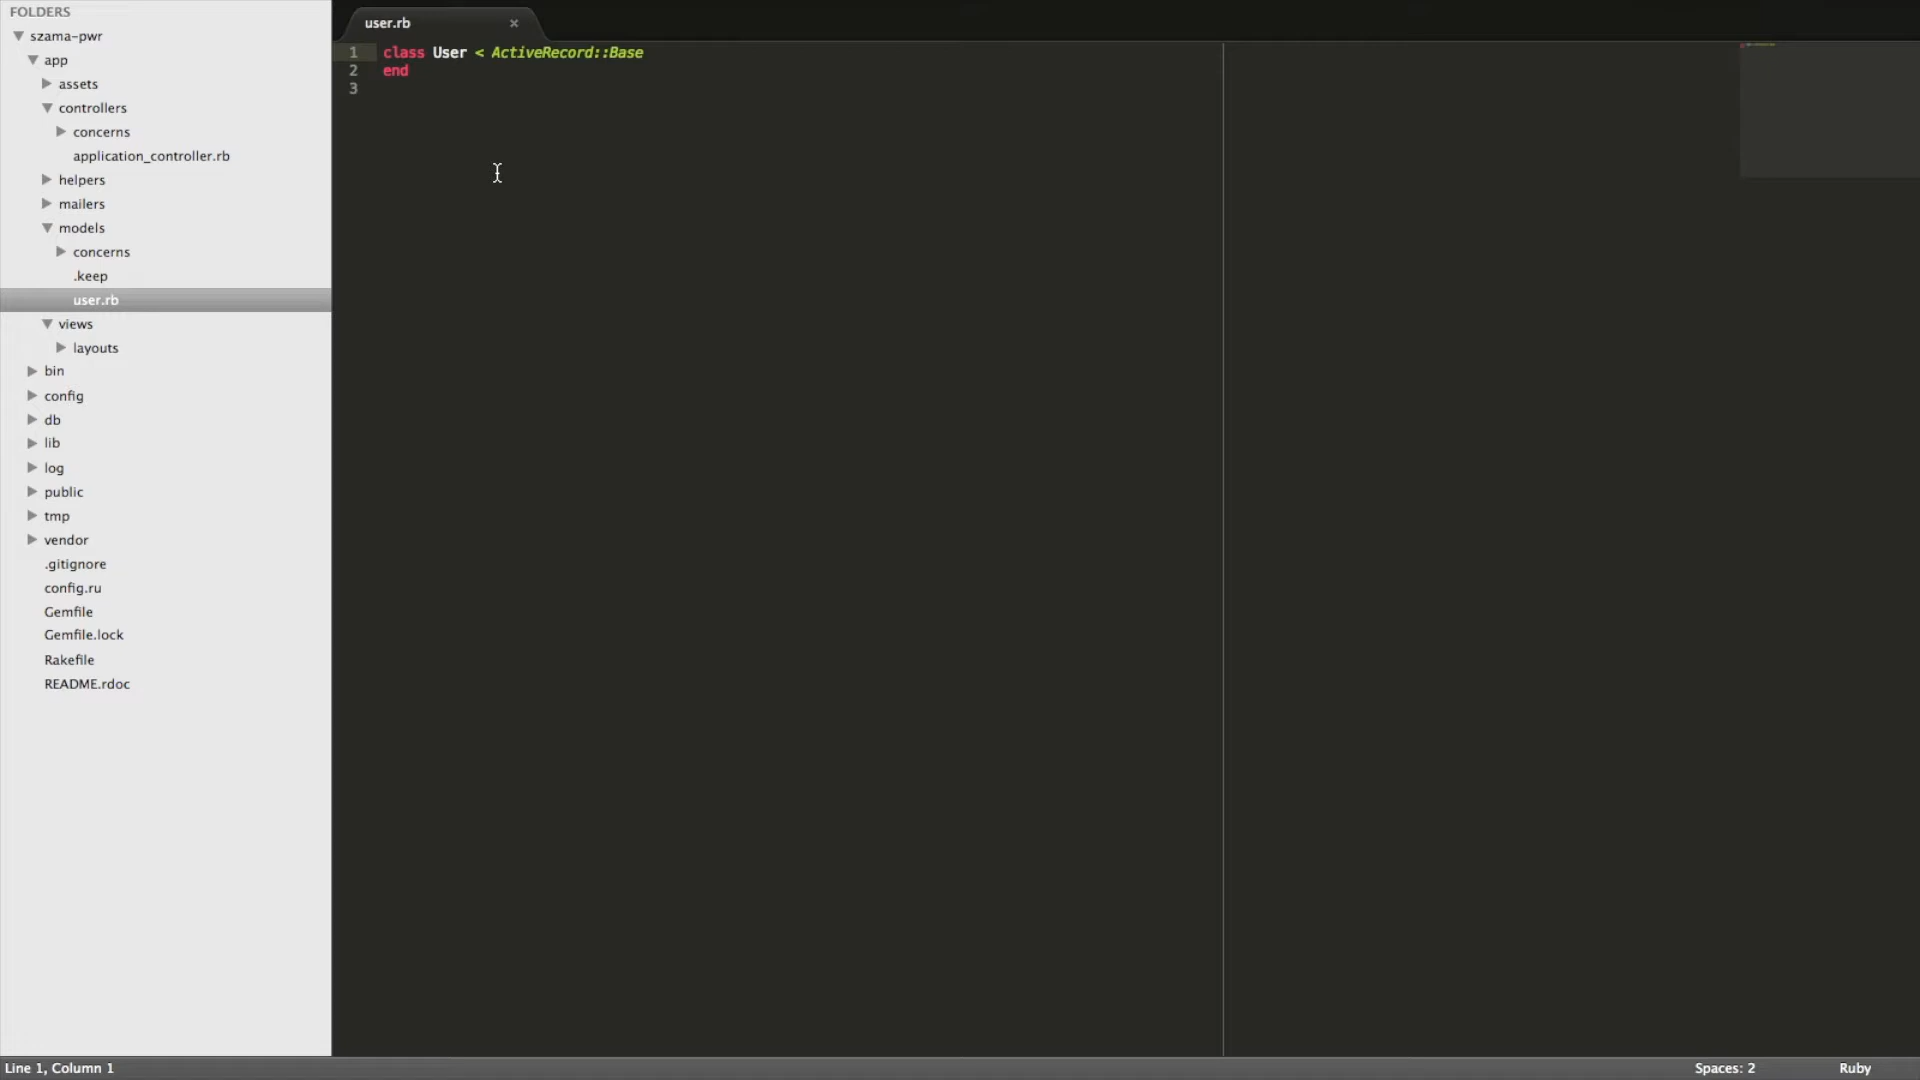 FOLDERS
szama-pwr
app
assets
controllers
concerns
application_controller.rb
helpers
mailers
models
concerns
.keep
user.rb
views
layouts
bin
config
db
lib
log
public
tmp
vendor
.gitignore
config.ru
Gemfile
Gemfile.lock
Rakefile
README.rdoc
user.rb ×
1 class User < ActiveRecord::Base
2 end
3
Line 1, Column 1
Spaces: 2
Ruby